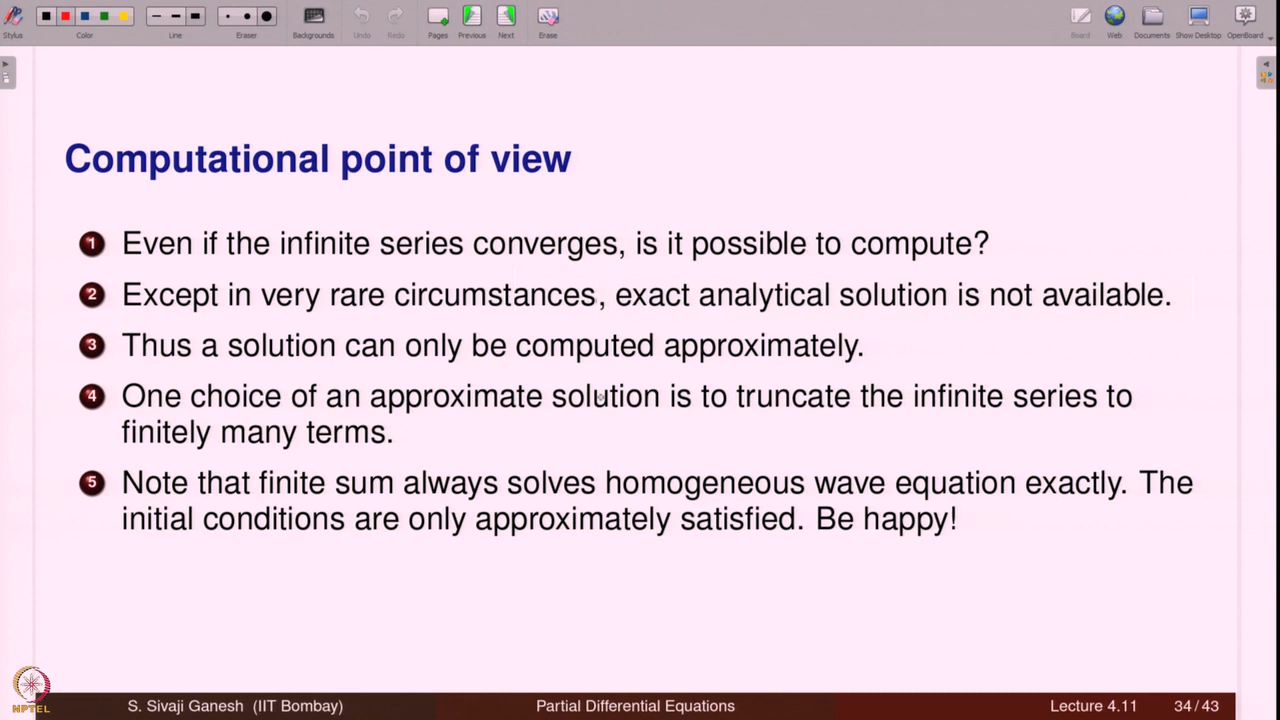 Stylus
Color
Line
Eraser
Backgrounds
Undo
Redo
Pages
Previous
Next
Erase
Board
Web
Documents
Show Desktop
OpenBoard
Computational point of view
1 Even if the infinite series converges, is it possible to compute?
2 Except in very rare circumstances, exact analytical solution is not available.
3 Thus a solution can only be computed approximately.
4 One choice of an approximate solution is to truncate the infinite series to
finitely many terms.
5 Note that finite sum always solves homogeneous wave equation exactly. The
initial conditions are only approximately satisfied. Be happy!
NPTEL
S. Sivaji Ganesh (IIT Bombay)
Partial Differential Equations
Lecture 4.11
34 / 43